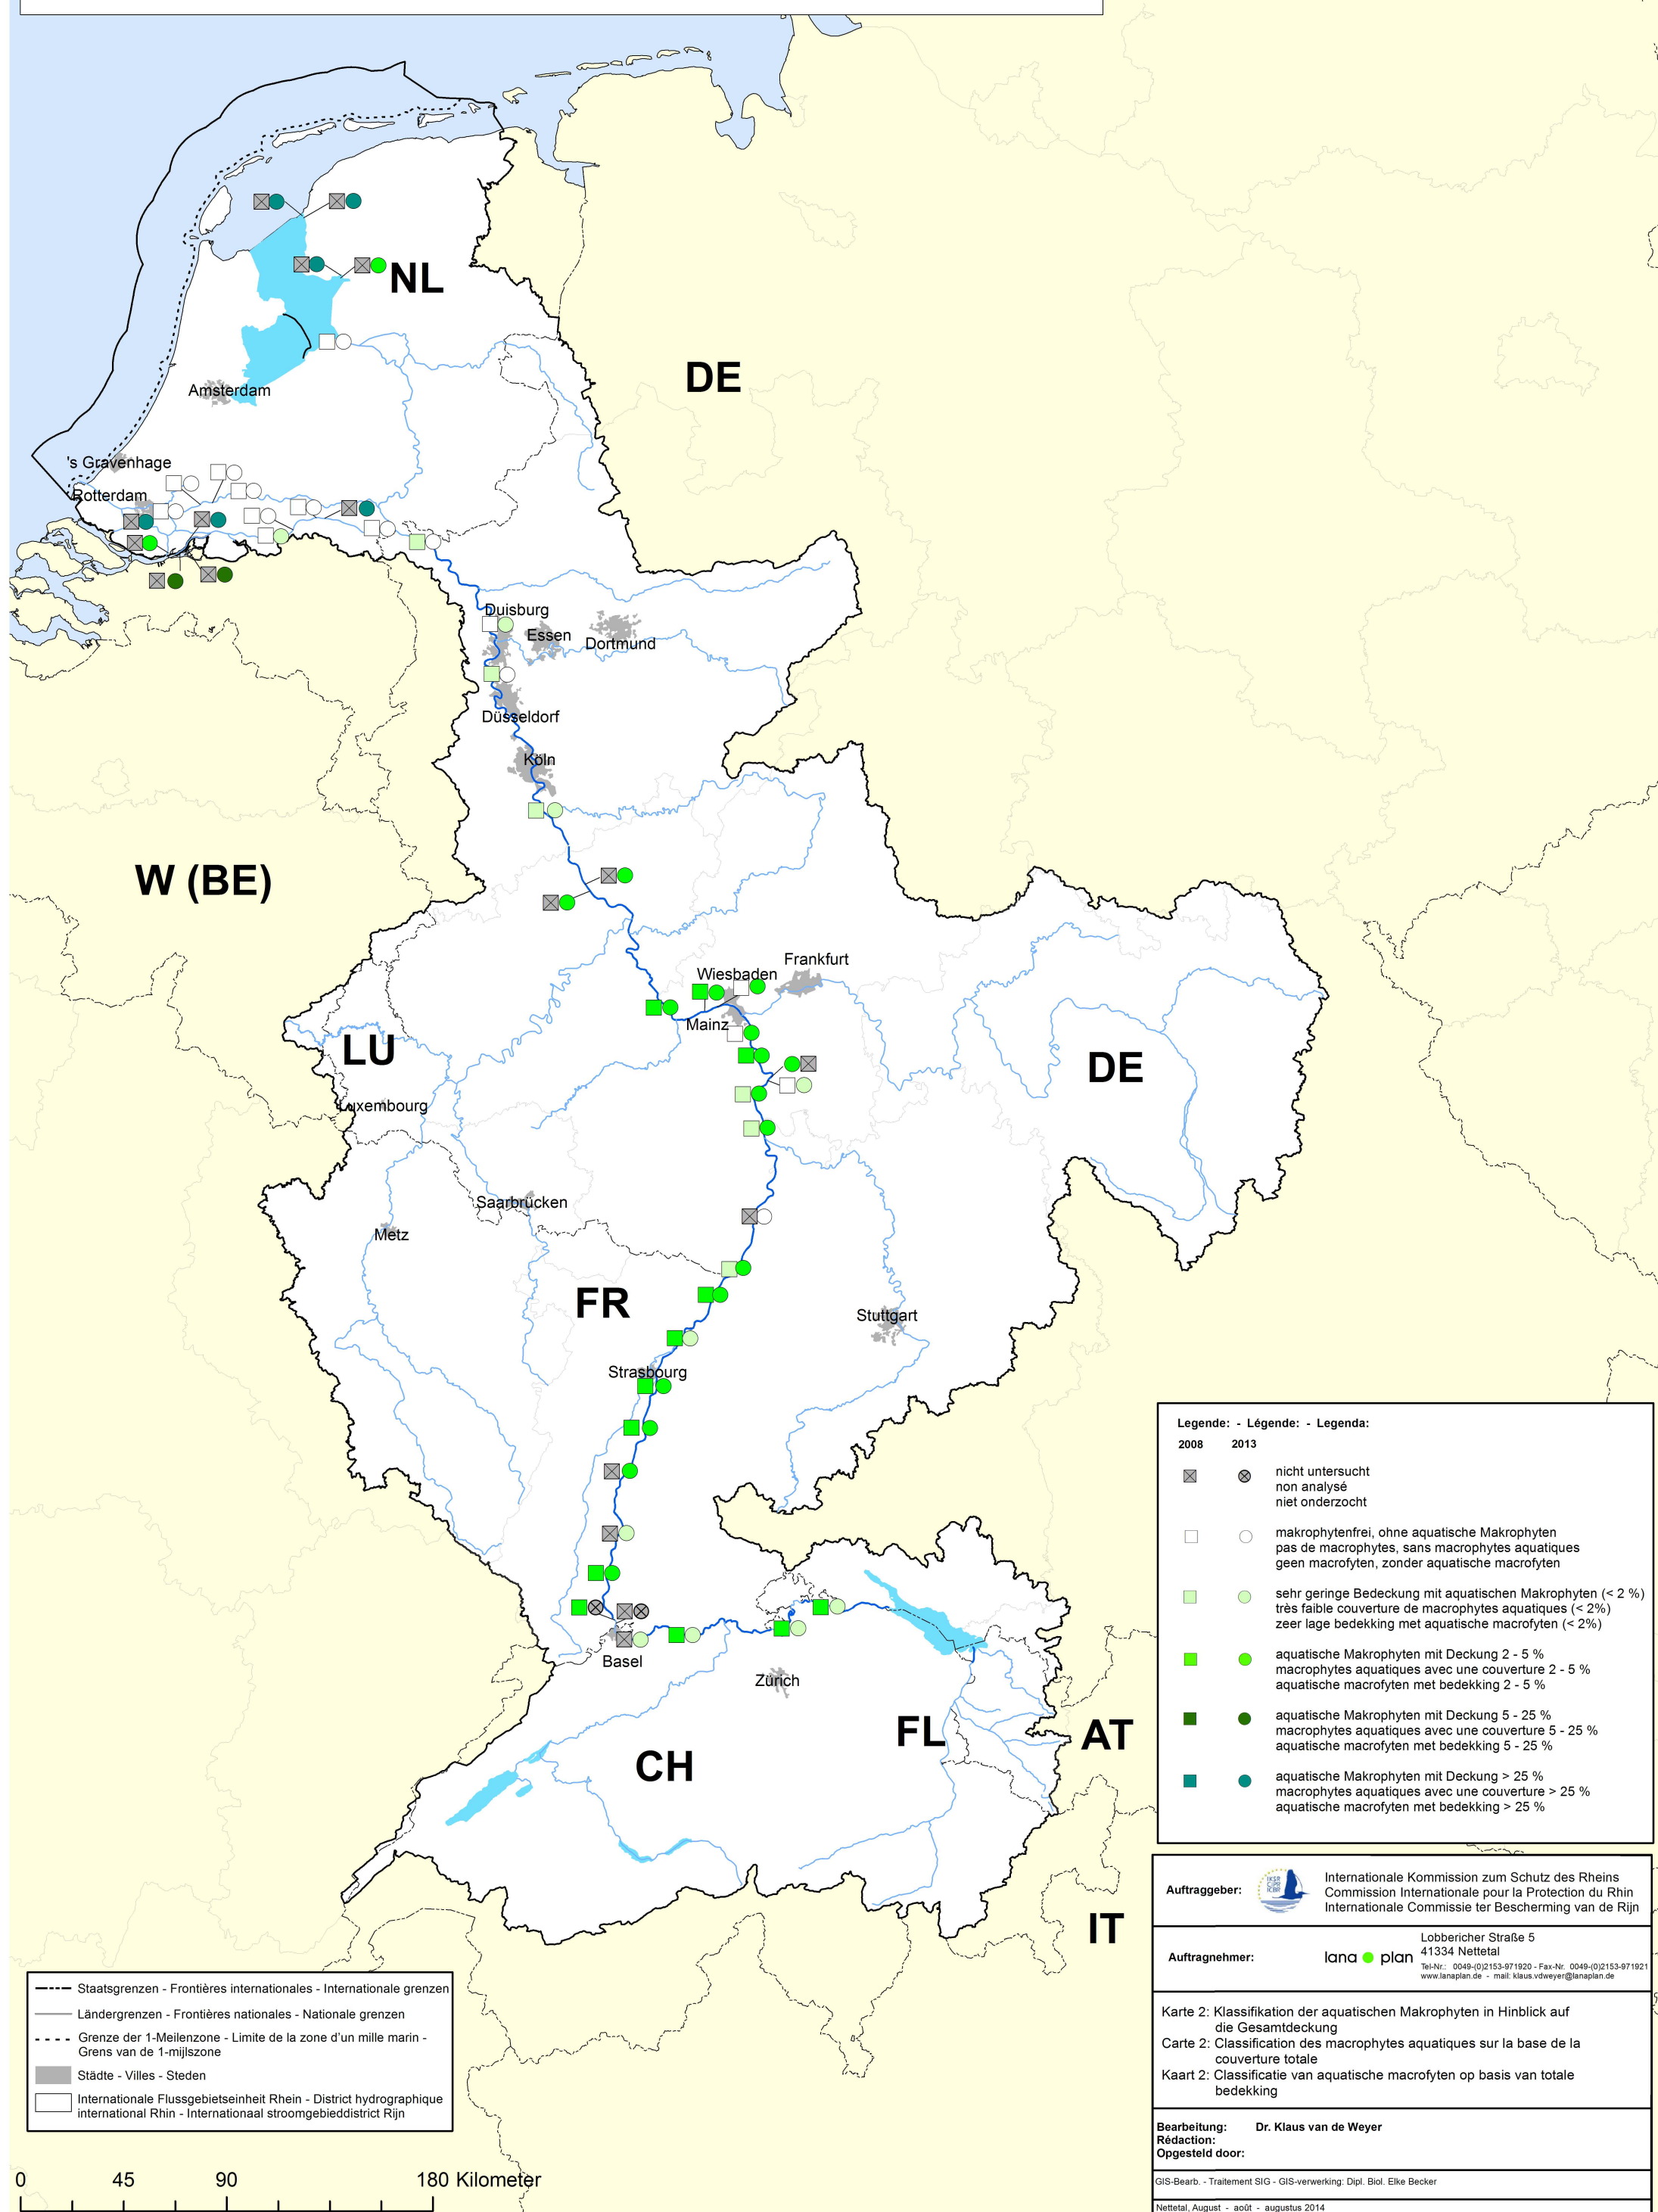 NL
DE
Amsterdam
's Gravenhage
Rotterdam
Duisburg
Essen
Dortmund
Düsseldorf
Köln
W (BE)
Frankfurt
Wiesbaden
Mainz
LU
DE
Luxembourg
Saarbrücken
Metz
FR
Stuttgart
Strasbourg
Basel
Zürich
FL
AT
CH
IT
Legende: - Légende: - Legenda:
2008 2013
nicht untersucht
non analysé
niet onderzocht
makrophytenfrei, ohne aquatische Makrophyten
pas de macrophytes, sans macrophytes aquatiques
geen macrofyten, zonder aquatische macrofyten
sehr geringe Bedeckung mit aquatischen Makrophyten (< 2 %)
très faible couverture de macrophytes aquatiques (< 2%)
zeer lage bedekking met aquatische macrofyten (< 2%)
aquatische Makrophyten mit Deckung 2 - 5 %
macrophytes aquatiques avec une couverture 2 - 5 %
aquatische macrofyten met bedekking 2 - 5 %
aquatische Makrophyten mit Deckung 5 - 25 %
macrophytes aquatiques avec une couverture 5 - 25 %
aquatische macrofyten met bedekking 5 - 25 %
aquatische Makrophyten mit Deckung > 25 %
macrophytes aquatiques avec une couverture > 25 %
aquatische macrofyten met bedekking > 25 %
Auftraggeber:
IKSR
CIPR
ICBR
Internationale Kommission zum Schutz des Rheins
Commission Internationale pour la Protection du Rhin
Internationale Commissie ter Bescherming van de Rijn
Auftragnehmer:
lana plan
Lobbericher Straße 5
41334 Nettetal
Tel-Nr.: 0049-(0)2153-971920 - Fax-Nr. 0049-(0)2153-971921
www.lanaplan.de - mail: klaus.vdweyer@lanaplan.de
Karte 2: Klassifikation der aquatischen Makrophyten in Hinblick auf
die Gesamtdeckung
Carte 2: Classification des macrophytes aquatiques sur la base de la
couverture totale
Kaart 2: Classificatie van aquatische macrofyten op basis van totale
bedekking
Bearbeitung: Dr. Klaus van de Weyer
Rédaction:
Opgesteld door:
GIS-Bearb. - Traitement SIG - GIS-verwerking: Dipl. Biol. Elke Becker
Nettetal, August - août - augustus 2014
Staatsgrenzen - Frontières internationales - Internationale grenzen
Ländergrenzen - Frontières nationales - Nationale grenzen
Grenze der 1-Meilenzone - Limite de la zone d'un mille marin -
Grens van de 1-mijlszone
Städte - Villes - Steden
Internationale Flussgebietseinheit Rhein - District hydrographique
international Rhin - Internationaal stroomgebieddistrict Rijn
0 45 90 180 Kilometer